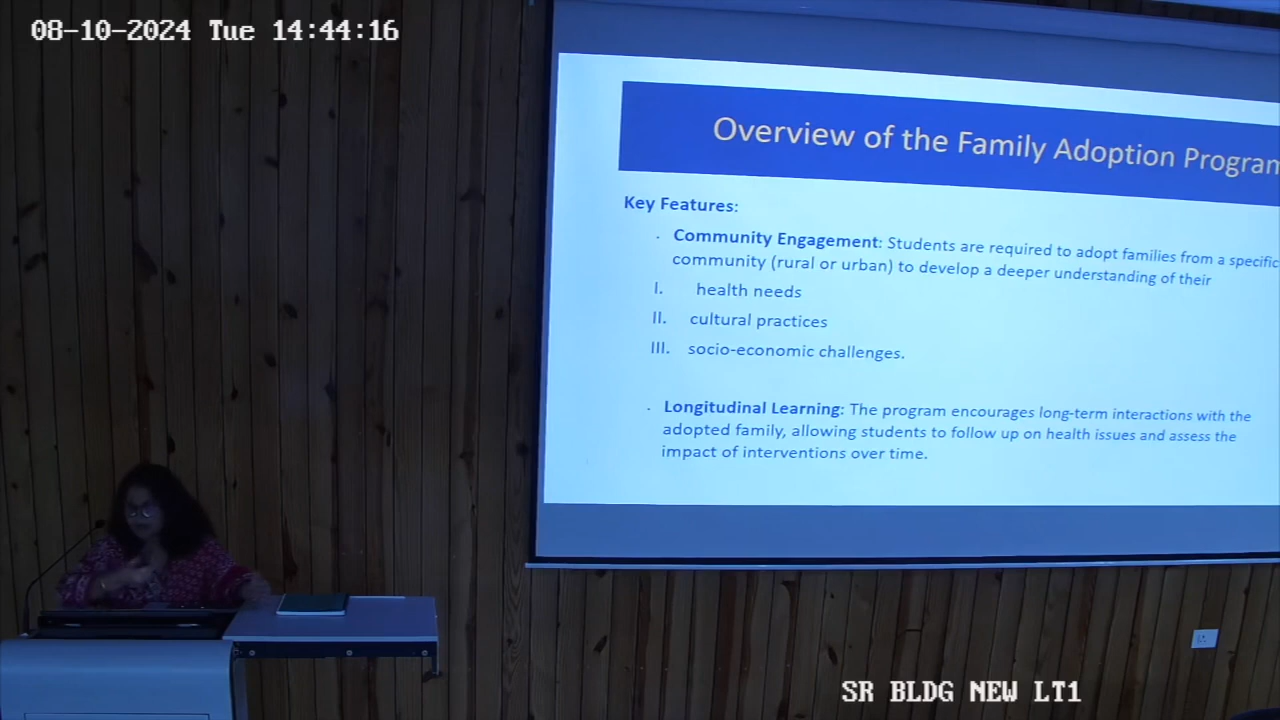 08-10-2024 Tue 14:44:16
Overview of the Family Adoption Program
Key Features:
· Community Engagement: Students are required to adopt families from a specific
community (rural or urban) to develop a deeper understanding of their
I. health needs
II. cultural practices
III. socio-economic challenges.
· Longitudinal Learning: The program encourages long-term interactions with the
adopted family, allowing students to follow up on health issues and assess the
impact of interventions over time.
SR BLDG NEW LT1